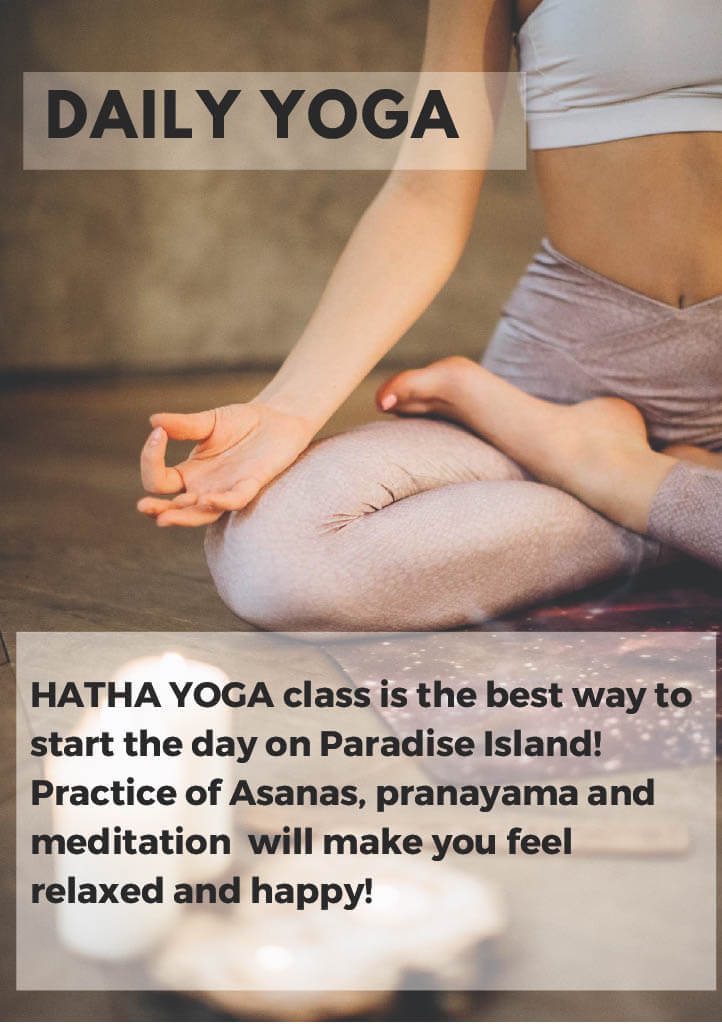 DAILY YOGA
HATHA YOGA class is the best way to
start the day on Paradise Island!
Practice of Asanas, pranayama and
meditation  will make you feel
relaxed and happy!